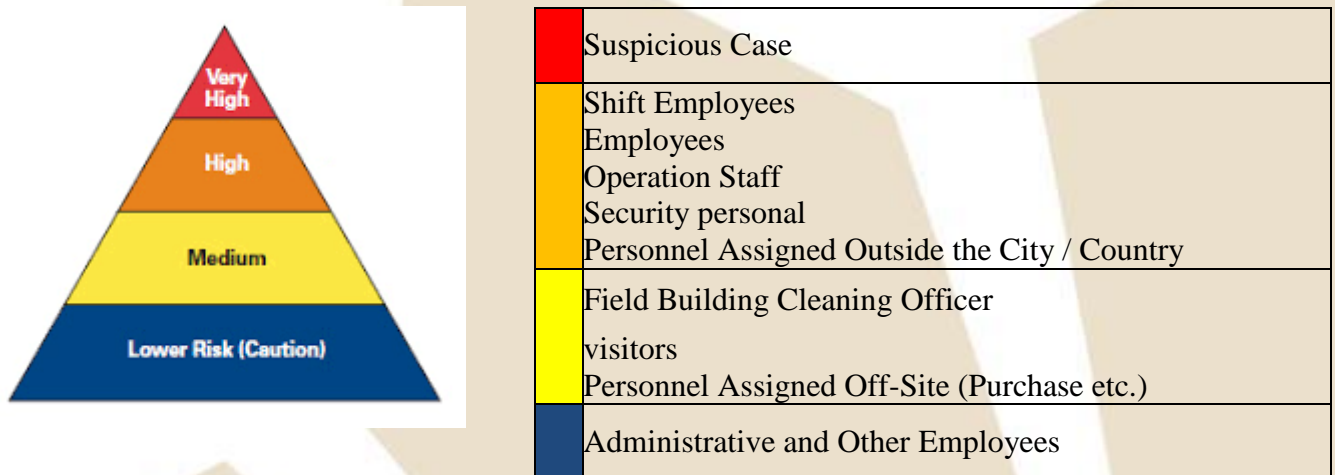 Very
High
High
Medium
Lower Risk (Caution)
Suspicious Case
Shift Employees
Employees
Operation Staff
Security personal
Personnel Assigned Outside the City / Country
Field Building Cleaning Officer
visitors
Personnel Assigned Off-Site (Purchase etc.)
Administrative and Other Employees